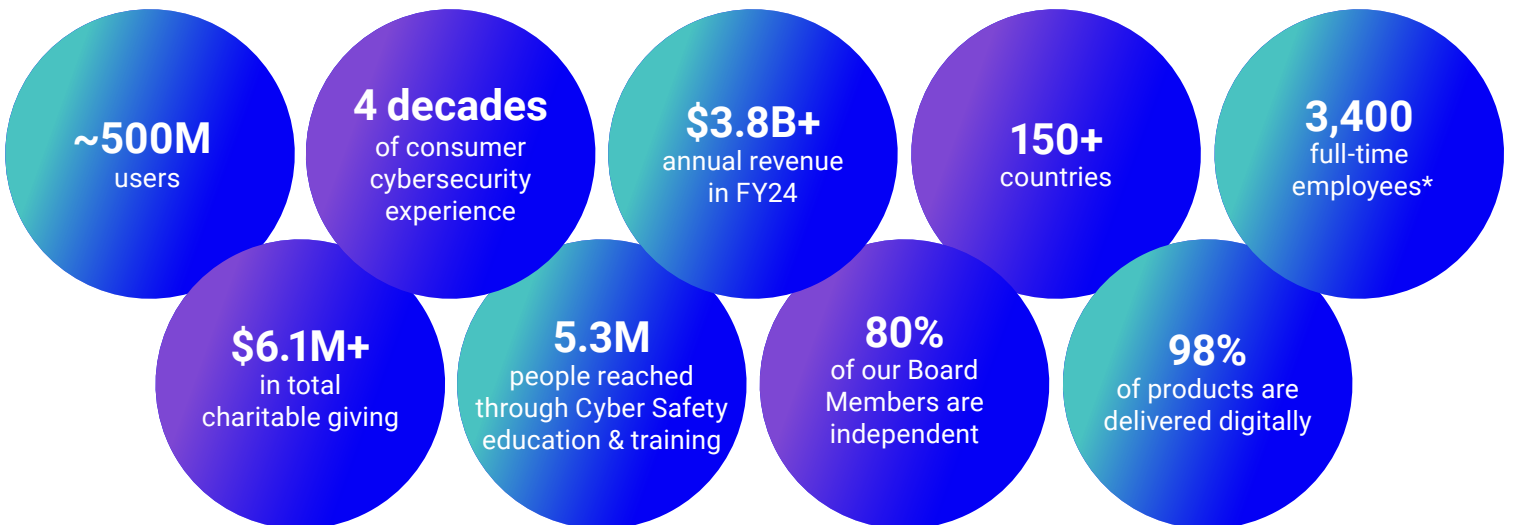 ~500M
users
4 decades
of consumer
cybersecurity
experience
$3.8B+
annual revenue
in FY24
150+
countries
3,400
full-time
employees*
$6.1M+
in total
charitable giving
5.3M
people reached
through Cyber Safety
education & training
80%
of our Board
Members are
independent
98%
of products are
delivered digitally